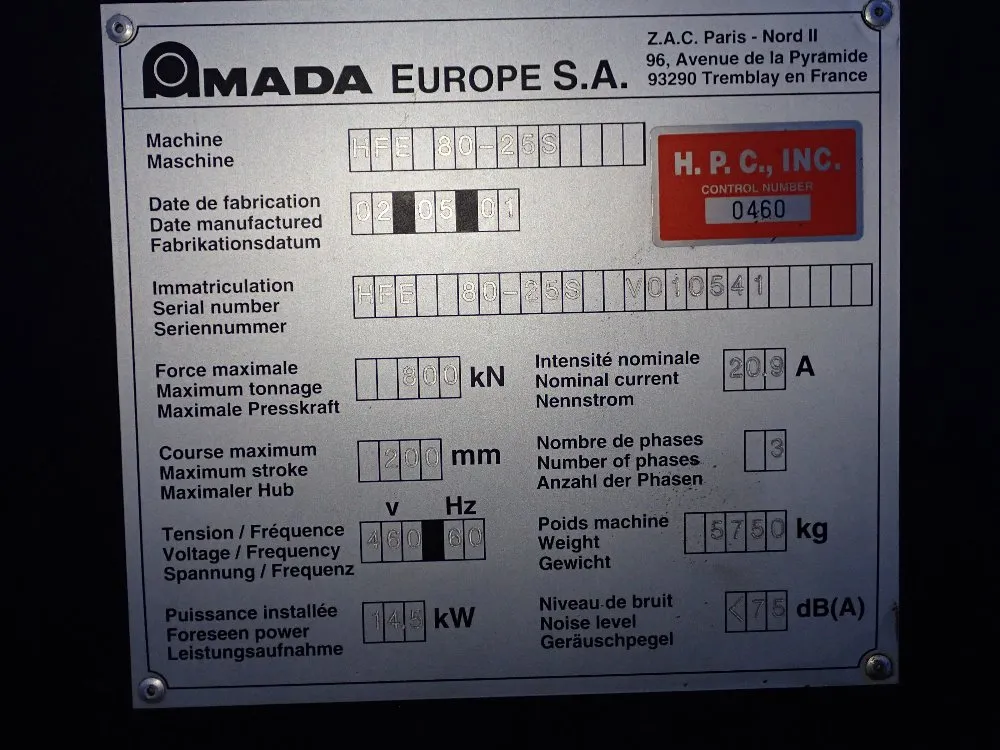 AMADA EUROPE S.A.
Z.A.C. Paris - Nord II
96, Avenue de la Pyramide
93290 Tremblay en France
Machine
Maschine
HFE 80-25S
H. P. C., INC.
CONTROL NUMBER
0460
Date de fabrication
Date manufactured
Fabrikationsdatum
02 05 01
Immatriculation
Serial number
Seriennummer
HFE 80-25S V010541
Force maximale
Maximum tonnage
Maximale Presskraft
800 kN
Intensité nominale
Nominal current
Nennstrom
20.9 A
Course maximum
Maximum stroke
Maximaler Hub
200 mm
Nombre de phases
Number of phases
Anzahl der Phasen
3
V Hz
Tension / Fréquence
Voltage / Frequency
Spannung / Frequenz
460 60
Poids machine
Weight
Gewicht
5750 kg
Puissance installée
Foreseen power
Leistungsaufnahme
14.5 kW
Niveau de bruit
Noise level
Geräuschpegel
<75 dB(A)